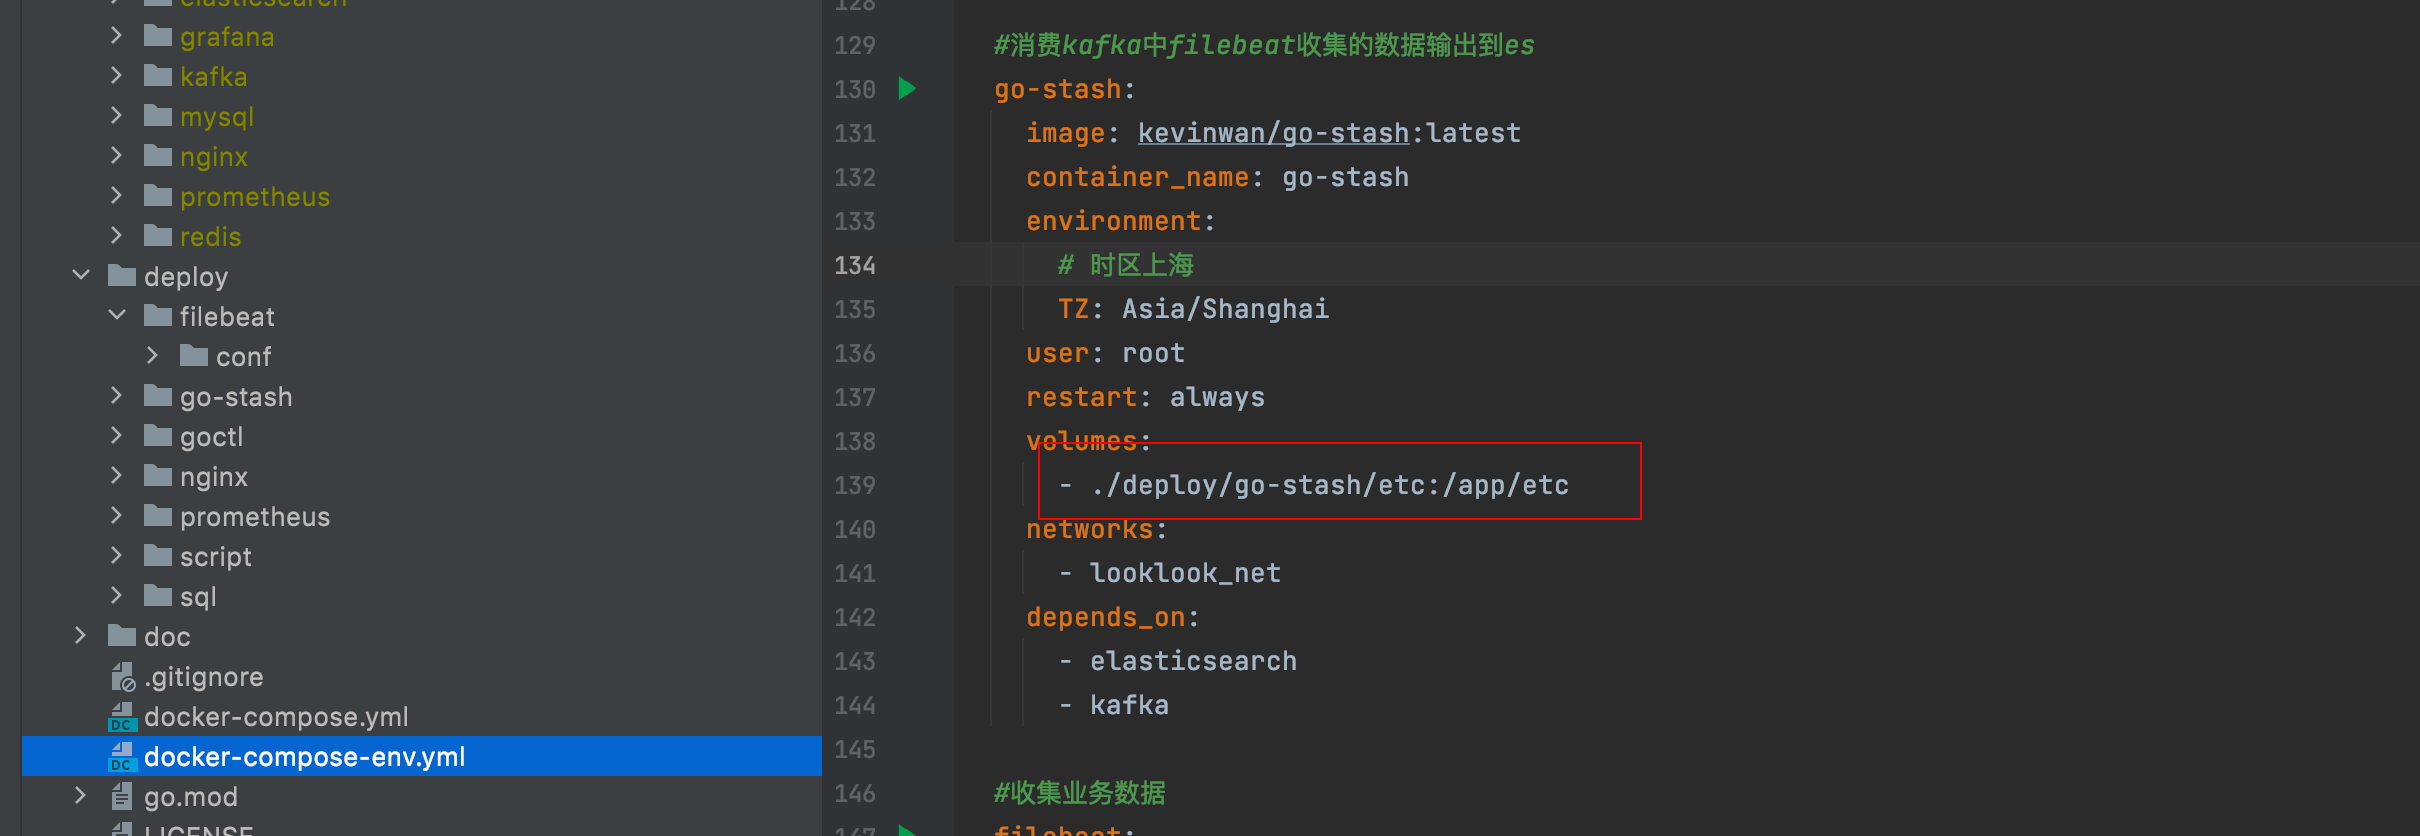 elasticsearch
grafana
kafka
mysql
nginx
prometheus
redis
deploy
filebeat
conf
go-stash
goctl
nginx
prometheus
script
sql
doc
.gitignore
DC docker-compose.yml
DC docker-compose-env.yml
go.mod
LICENSE
128
129 #消费kafka中filebeat收集的数据输出到es
130 go-stash:
131 image: kevinwan/go-stash:latest
132 container_name: go-stash
133 environment:
134 # 时区上海
135 TZ: Asia/Shanghai
136 user: root
137 restart: always
138 volumes:
139 - ./deploy/go-stash/etc:/app/etc
140 networks:
141 - looklook_net
142 depends_on:
143 - elasticsearch
144 - kafka
145
146 #收集业务数据
147 filebeat: